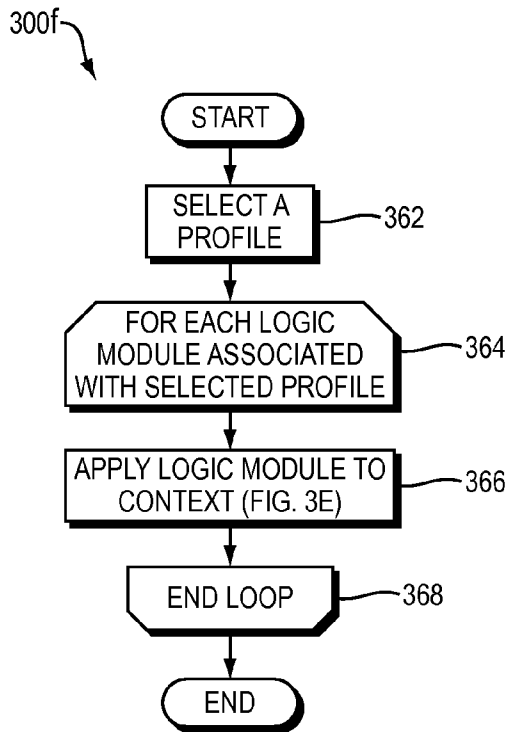 300f
START
SELECT A
PROFILE
362
FOR EACH LOGIC
MODULE ASSOCIATED
WITH SELECTED PROFILE
364
APPLY LOGIC MODULE TO
CONTEXT (FIG. 3E)
366
END LOOP
368
END